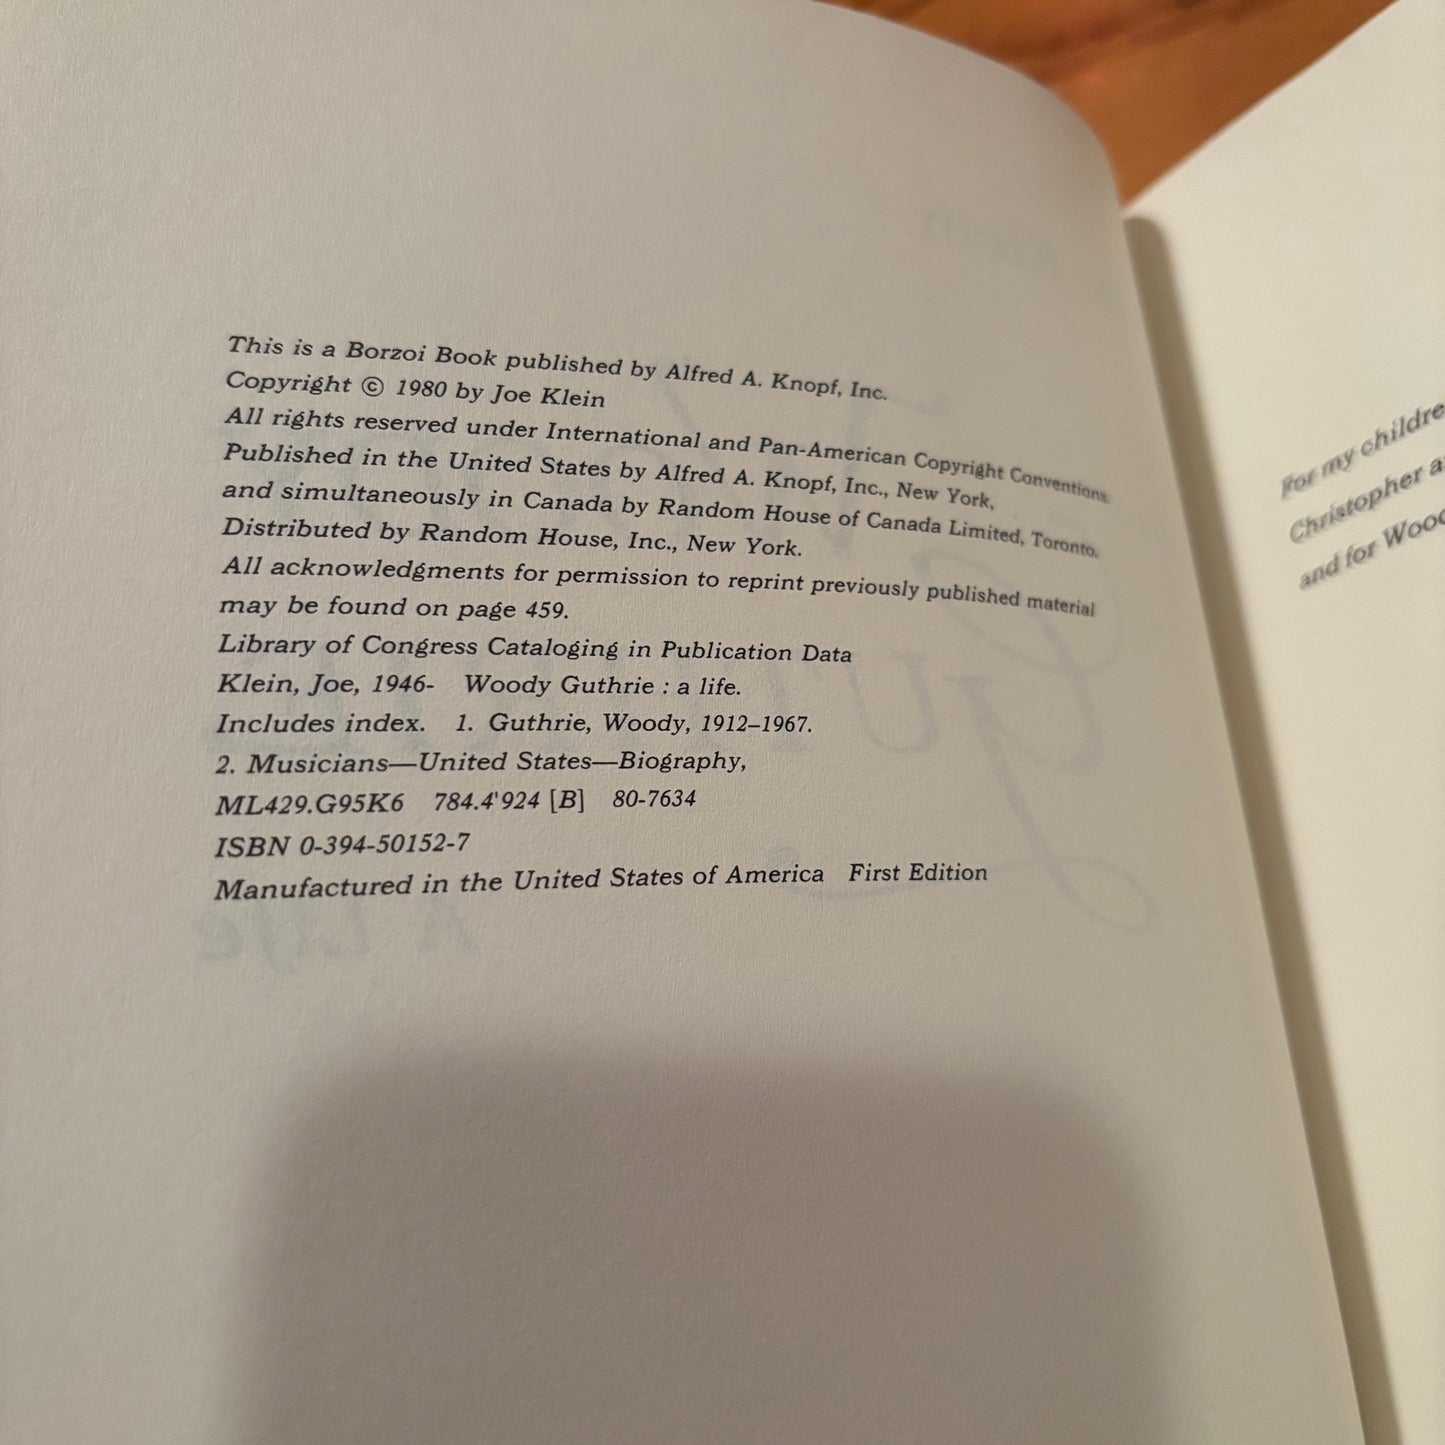 This is a Borzoi Book published by Alfred A. Knopf, Inc.
Copyright © 1980 by Joe Klein
All rights reserved under International and Pan-American Copyright Conventions.
Published in the United States by Alfred A. Knopf, Inc., New York,
and simultaneously in Canada by Random House of Canada Limited, Toronto.
Distributed by Random House, Inc., New York.
All acknowledgments for permission to reprint previously published material
may be found on page 459.
Library of Congress Cataloging in Publication Data
Klein, Joe, 1946-   Woody Guthrie : a life.
Includes index.   1. Guthrie, Woody, 1912–1967.
2. Musicians—United States—Biography,
ML429.G95K6   784.4'924 [B]   80-7634
ISBN 0-394-50152-7
Manufactured in the United States of America   First Edition
For my
Christopher
and for